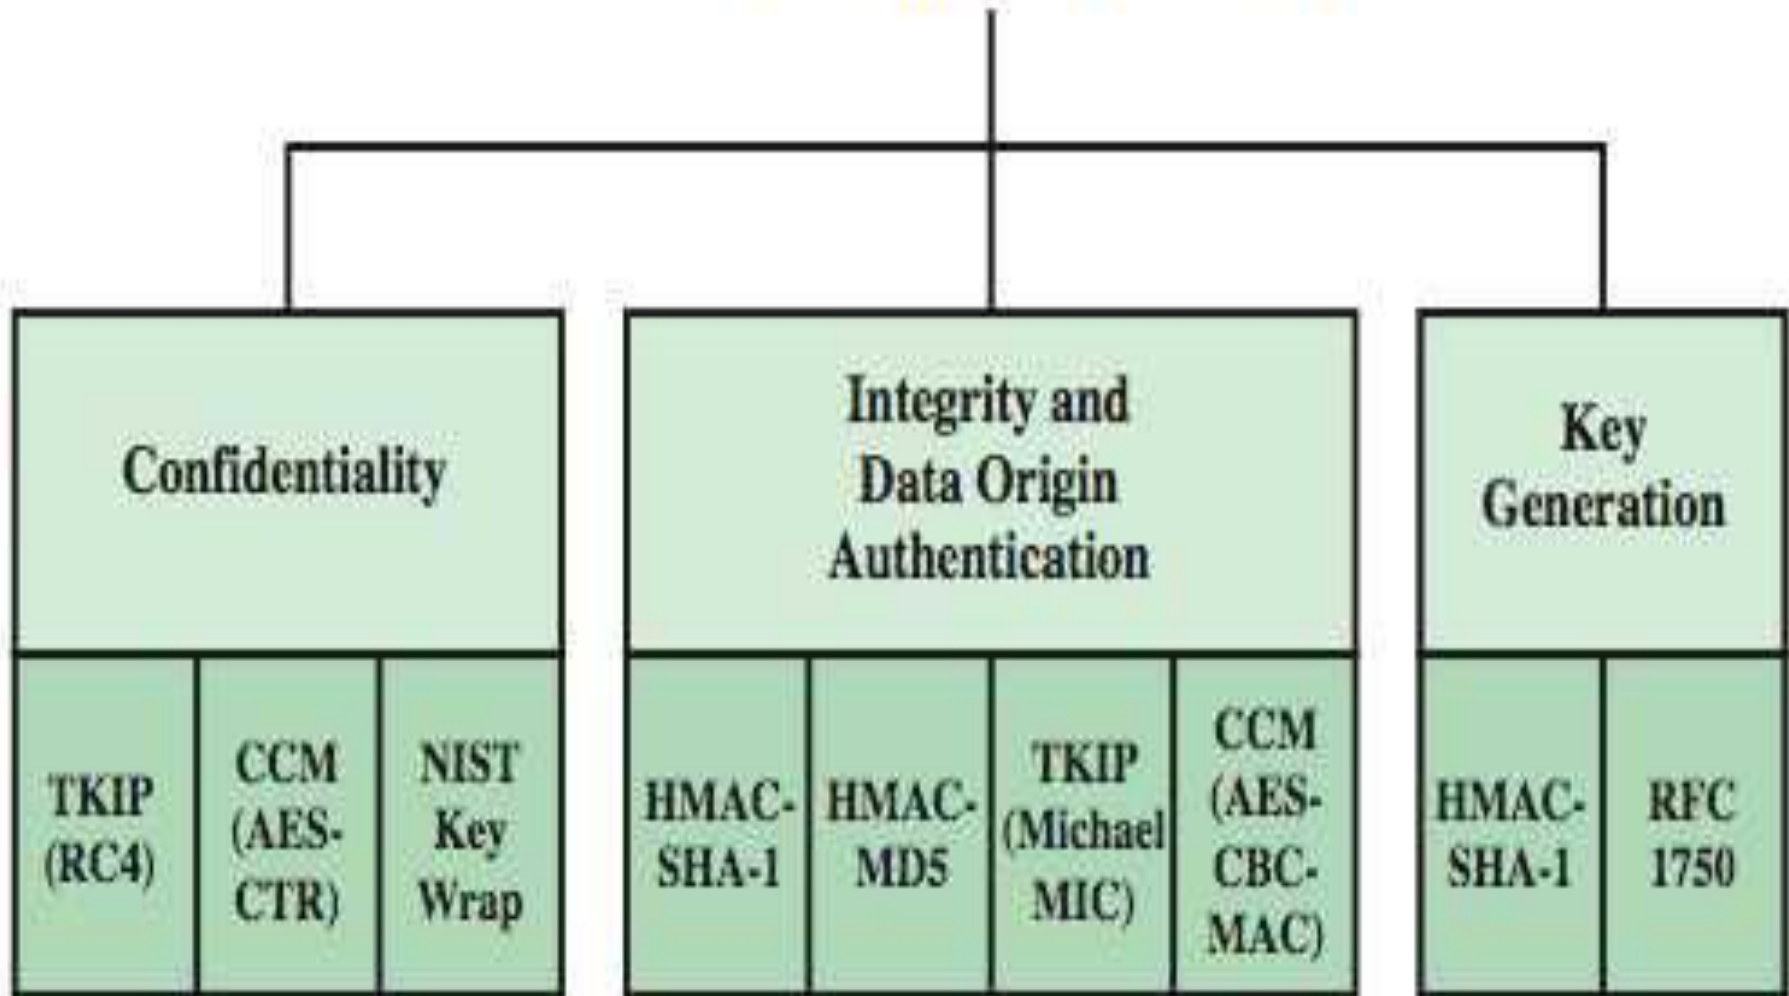 Confidentiality
Integrity and
Data Origin
Authentication
Key
Generation
TKIP
(RC4)
CCM
(AES-
CTR)
NIST
Key
Wrap
HMAC-
SHA-1
HMAC-
MD5
TKIP
(Michael
MIC)
CCM
(AES-
CBC-
MAC)
HMAC-
SHA-1
RFC
1750